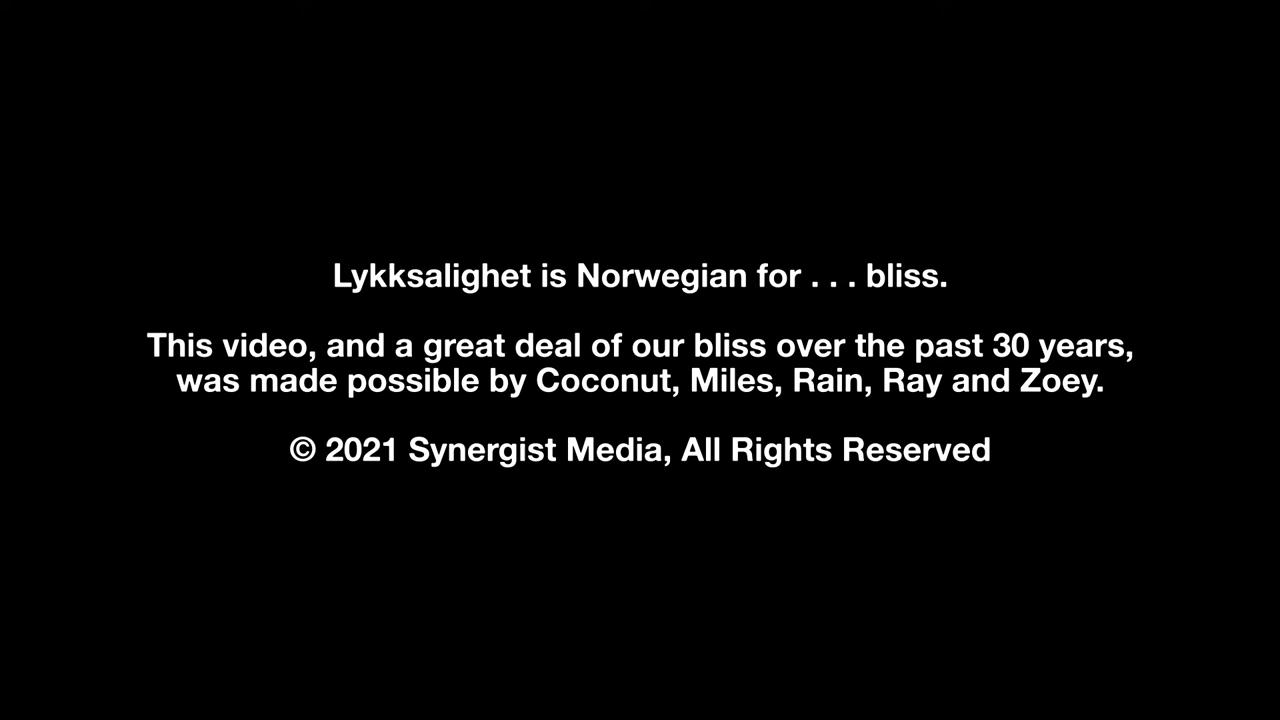 Lykksalighet is Norwegian for . . . bliss.
This video, and a great deal of our bliss over the past 30 years,
was made possible by Coconut, Miles, Rain, Ray and Zoey.
© 2021 Synergist Media, All Rights Reserved